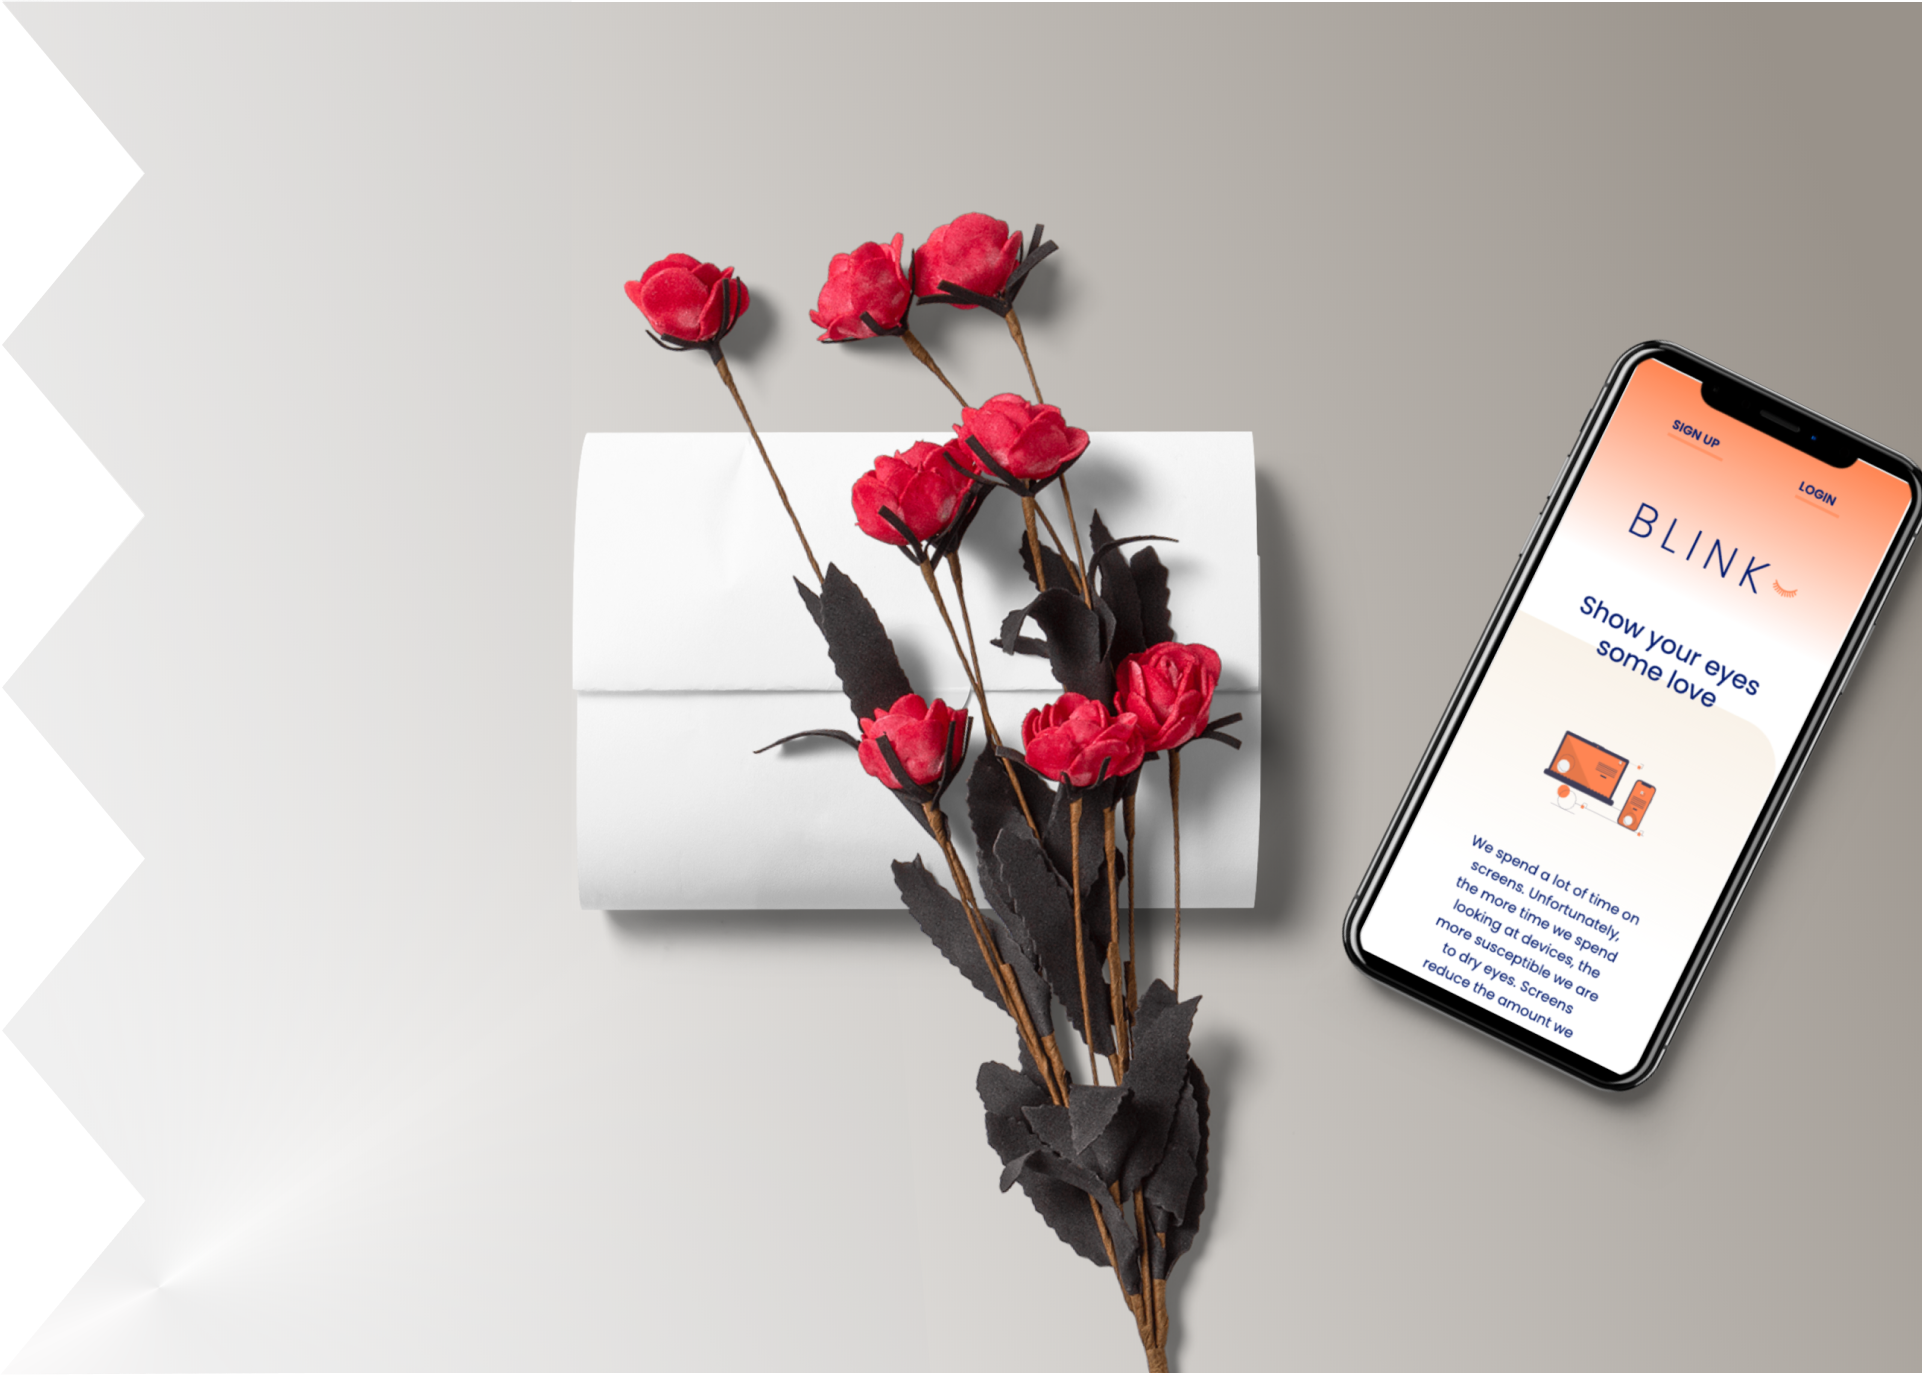 SIGN UP
LOGIN
BLINK
Show your eyes
some love
We spend a lot of time on
screens. Unfortunately,
the more time we spend
looking at devices, the
more susceptible we are
to dry eyes. Screens
reduce the amount we